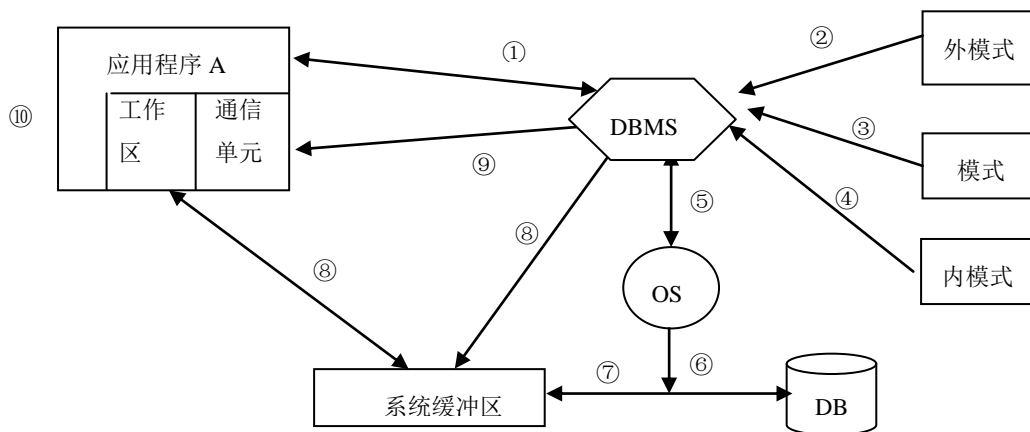 应用程序 A
①
②
外模式
⑩
工作
区
通信
单元
DBMS
③
⑨
模式
④
⑤
⑧
内模式
⑧
OS
⑦
⑥
系统缓冲区
DB